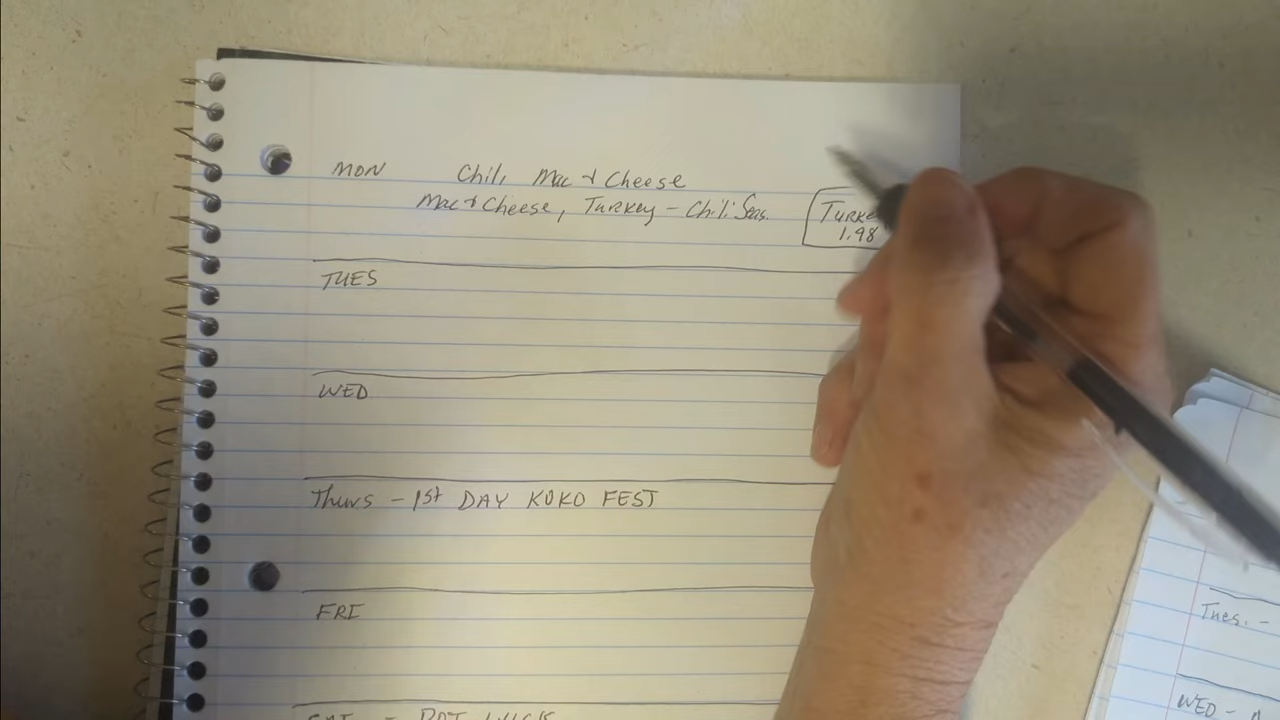 MON Chili Mac & Cheese
Mac & Cheese, Turkey - Chili Seas.
1.98
TUES
WED
Thurs - 1st DAY KOKO FEST
FRI
Tues. -
WED -